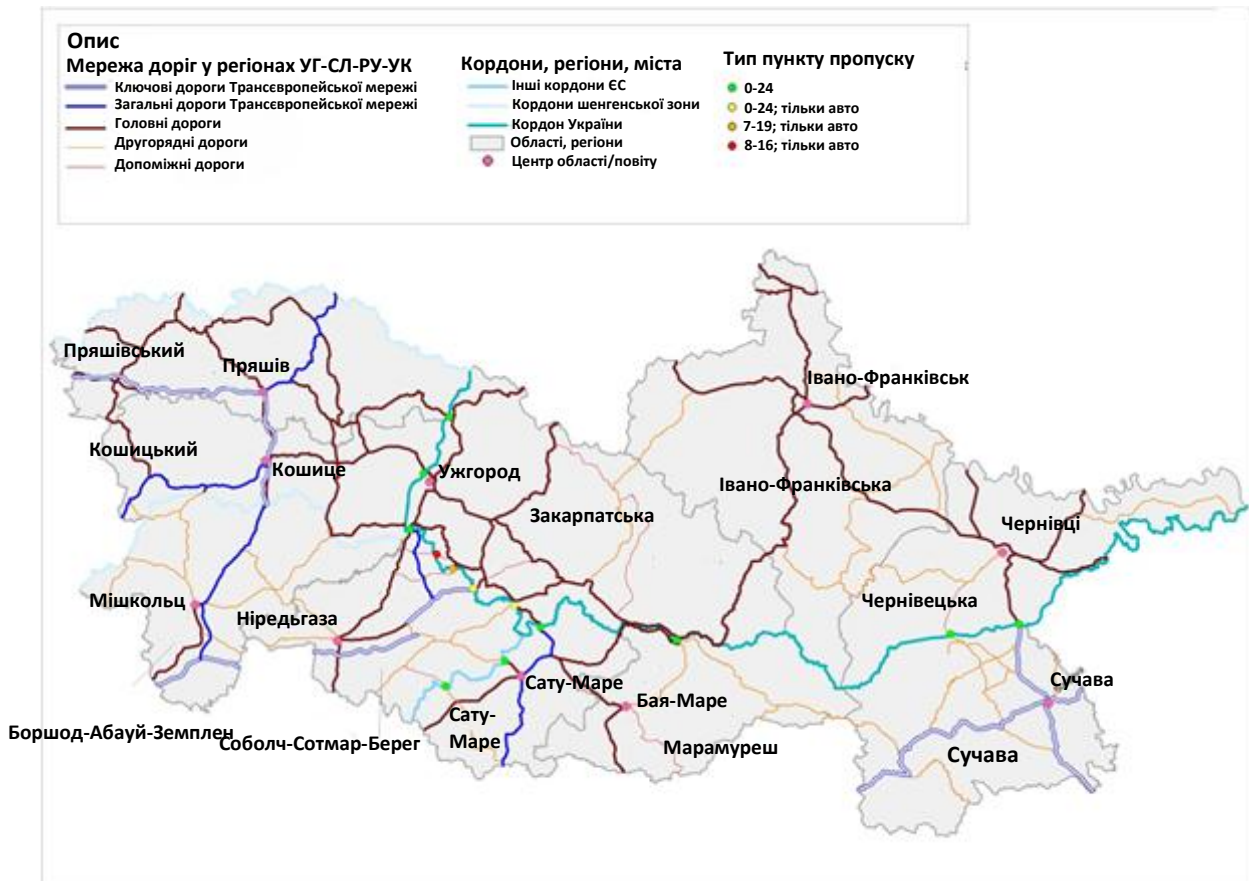 Опис
Мережа доріг у регіонах УГ-СЛ-РУ-УК
Ключові дороги Трансєвропейської мережі
Загальні дороги Трансєвропейської мережі
Головні дороги
Другорядні дороги
Допоміжні дороги
Кордони, регіони, міста
Інші кордони ЄС
Кордони шенгенської зони
Кордон України
Області, регіони
Центр області/повіту
Тип пункту пропуску
0-24
0-24; тільки авто
7-19; тільки авто
8-16; тільки авто
Пряшівський
Пряшів
Івано-Франківськ
Кошицький
Кошице
Ужгород
Івано-Франківська
Закарпатська
Чернівці
Мішкольц
Ніредьгаза
Чернівецька
Сату-Маре
Бая-Маре
Сучава
Боршод-Абауй-Земплен
Соболч-Сотмар-Берег
Сату-
Маре
Марамуреш
Сучава